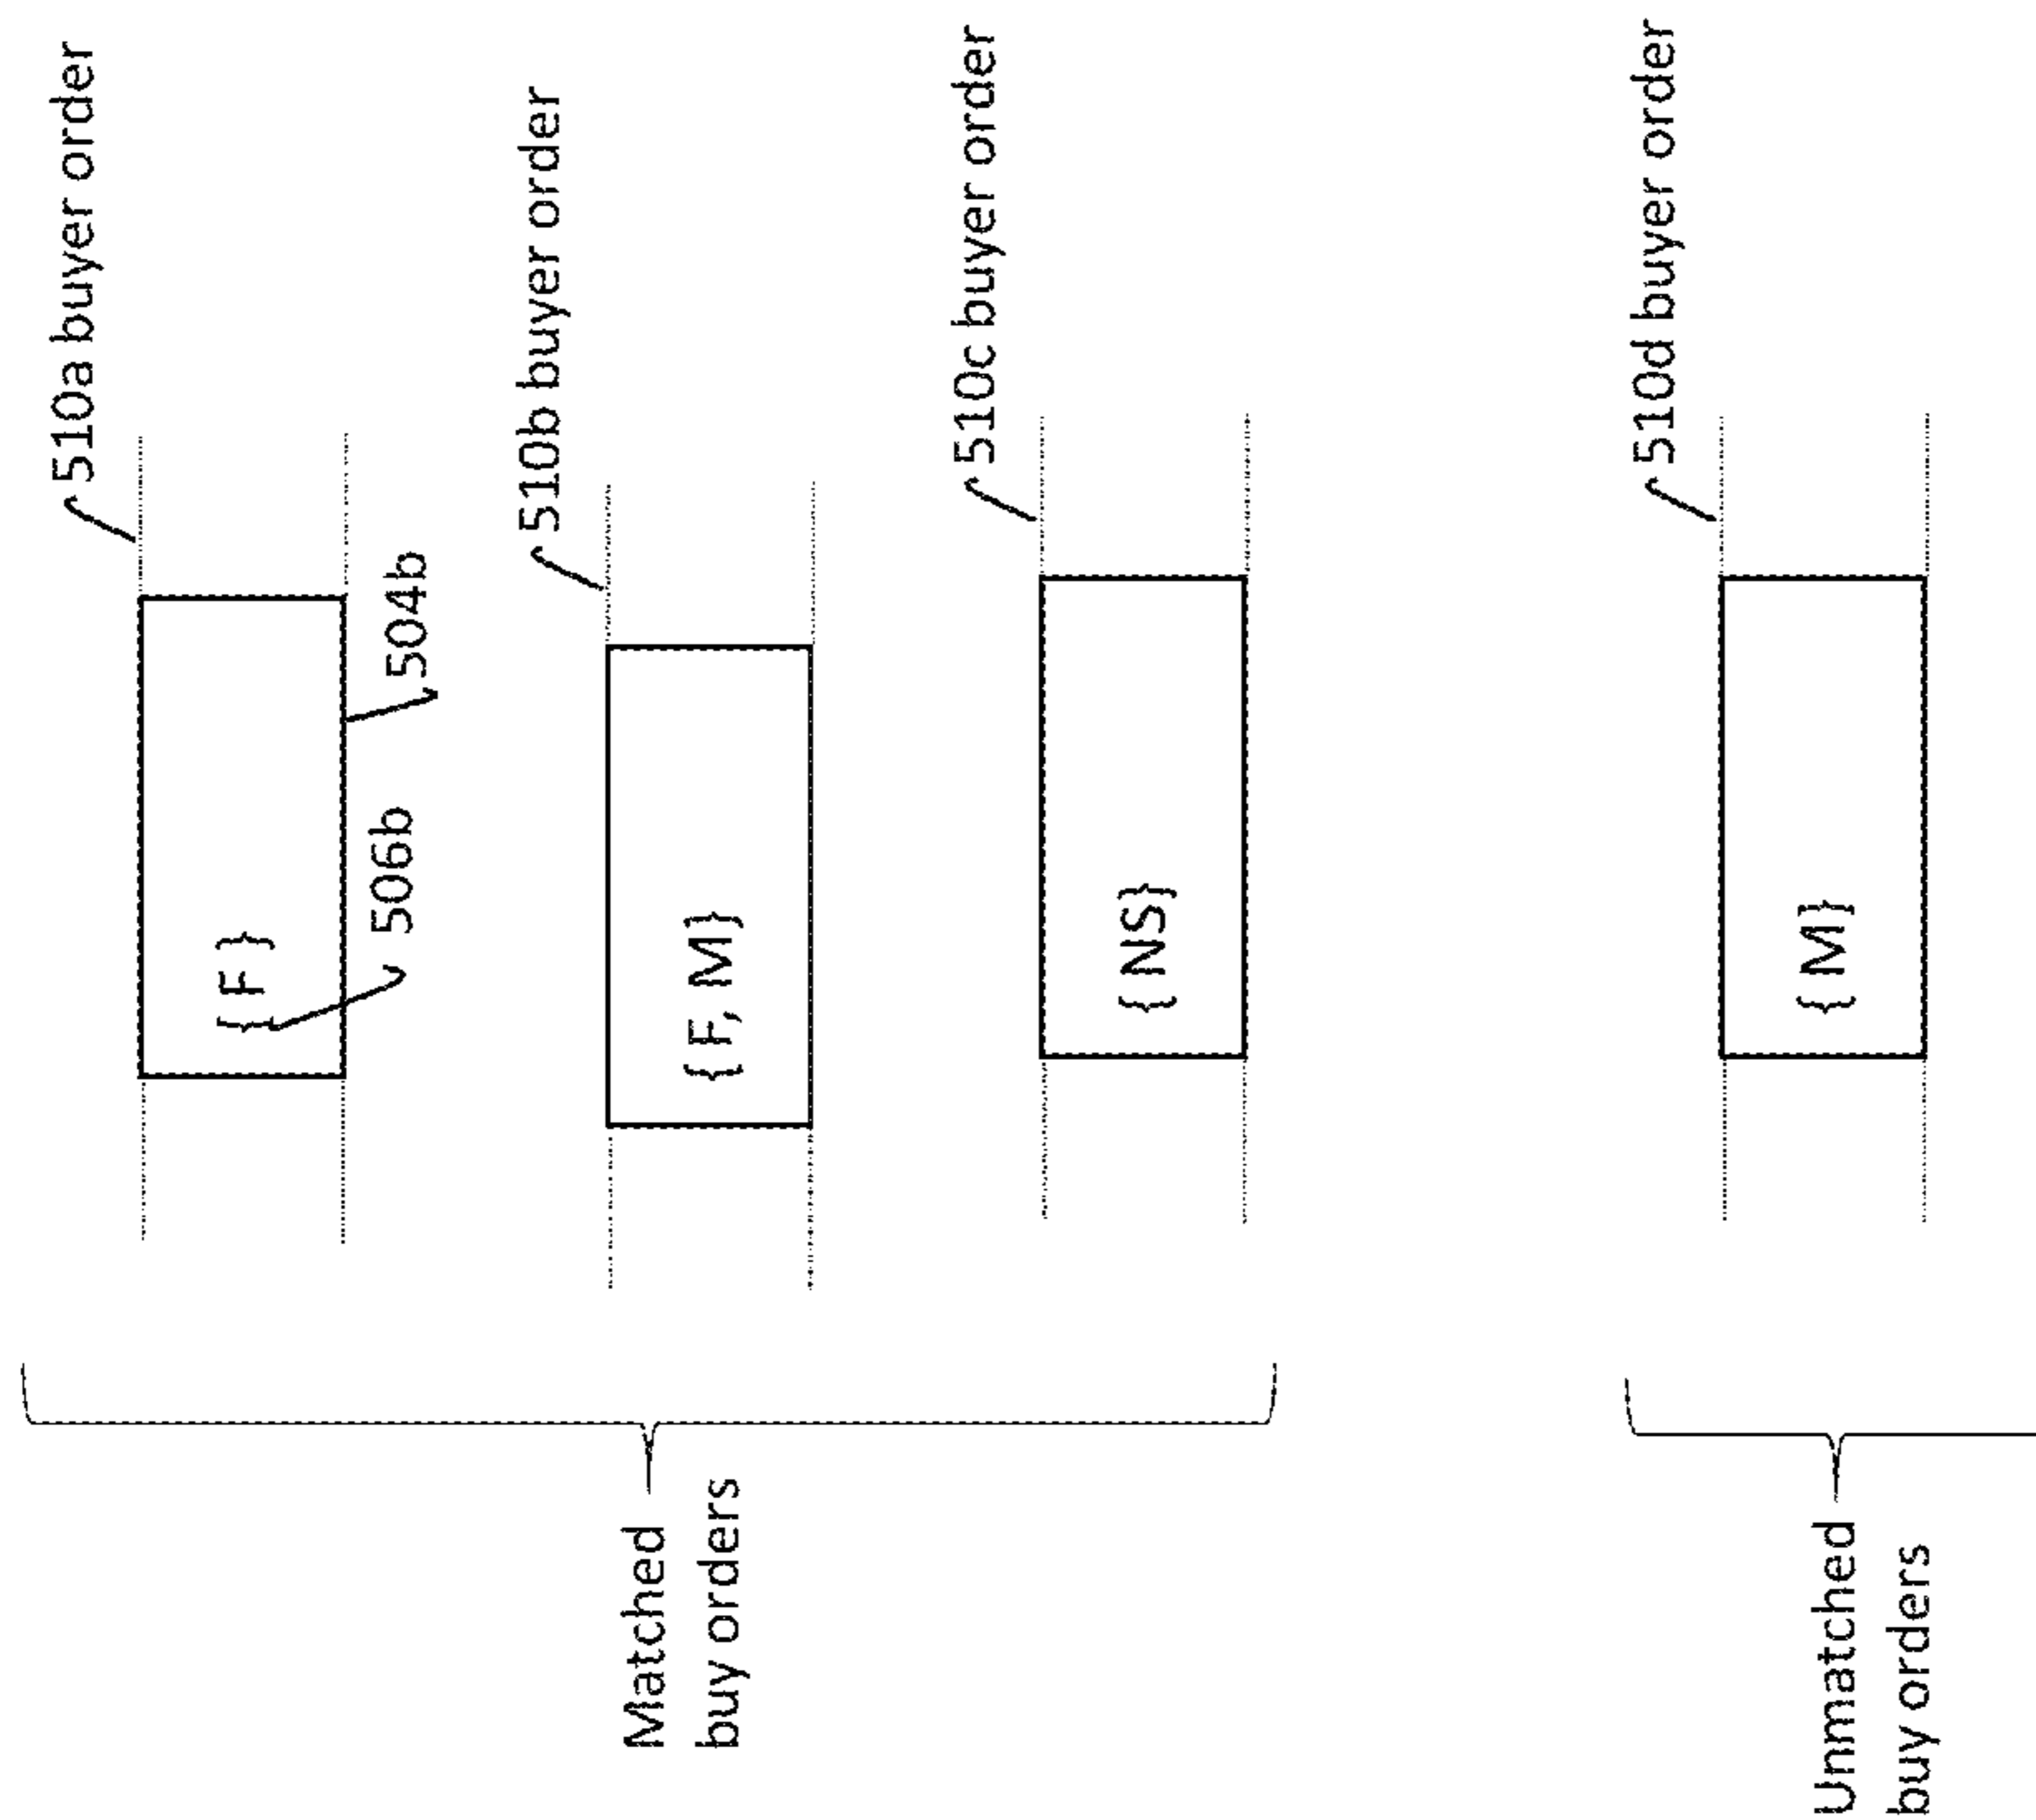 510a buyer order
{ F }
506b
504b
510b buyer order
{ F, M}
510c buyer order
{ NS}
Matched
buy orders
510d buyer order
{ M}
Unmatched
buy orders